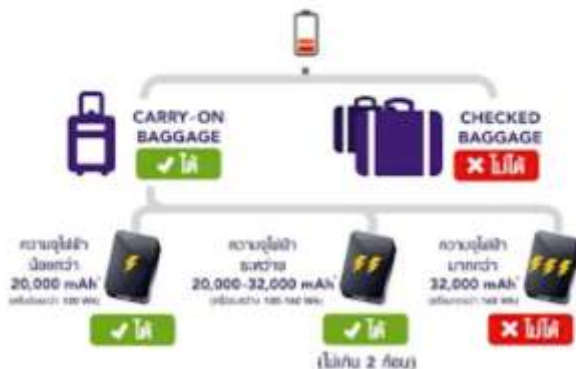 CARRY-ON
BAGGAGE
ได้
CHECKED
BAGGAGE
ไม่ได้
ความจุไฟฟ้า
น้อยกว่า
20,000 mAh*
ได้
ความจุไฟฟ้า
ระหว่าง
20,000-32,000 mAh*
ได้
(ไม่เกิน 2 ก้อน)
ความจุไฟฟ้า
มากกว่า
32,000 mAh*
ไม่ได้